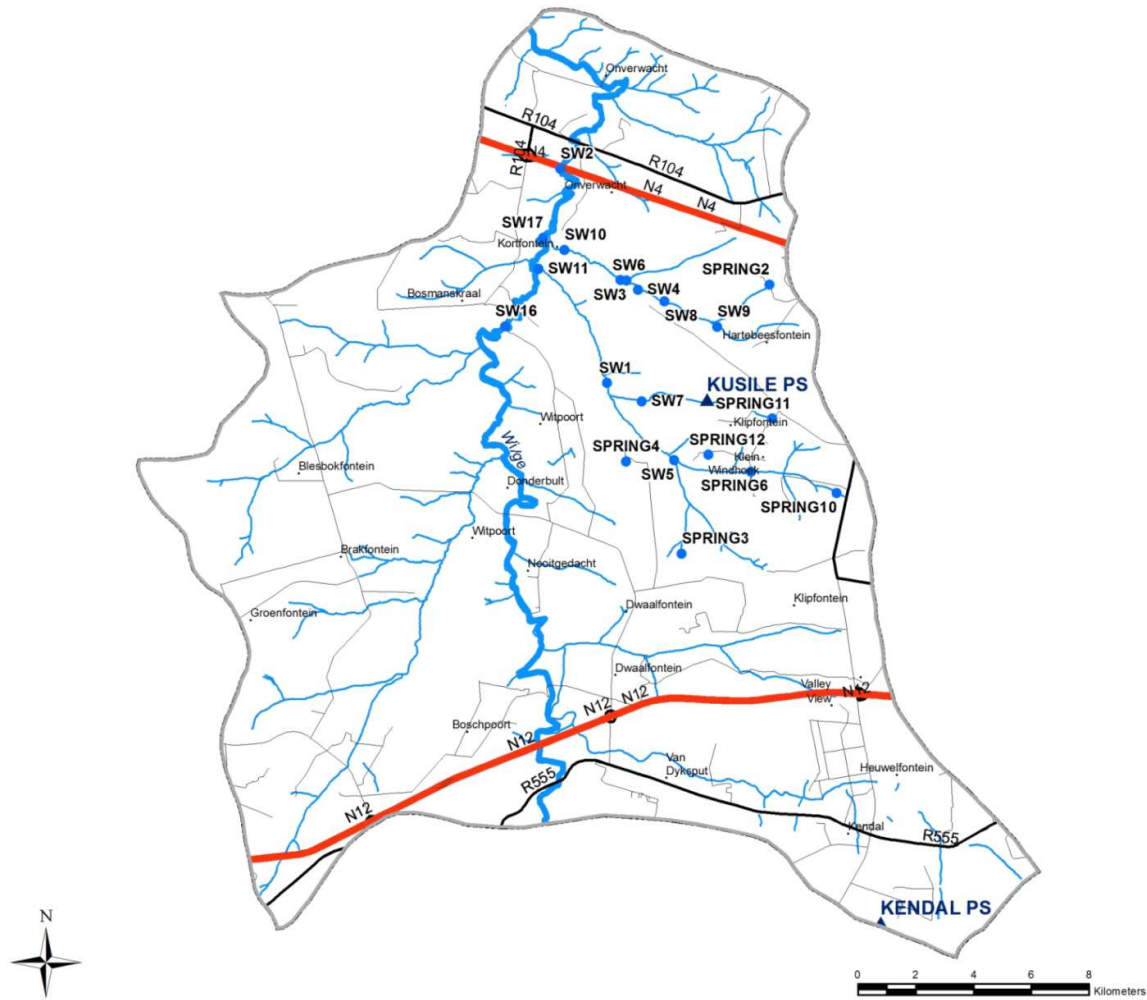 Onverwacht
R104
R104
R104
N4
SW2
Onverwacht
N4
N4
SW17
SW10
Kortfontein
SW11
SW6
SPRING2
SW3
SW4
Bosmanskraal
SW8
SW9
SW16
Hartebeesfontein
SW1
KUSILE PS
SW7
SPRING11
Witpoort
Klipfontein
Wilge
SPRING4
SPRING12
SW5
Klein
Windhoek
Blesbokfontein
SPRING6
Donderbult
SPRING10
Witpoort
SPRING3
Brakfontein
Nooitgedacht
Groenfontein
Dwaalfontein
Klipfontein
Dwaalfontein
Valley
View
N12
N12
N12
Boschpoort
N12
Van
Dyksput
Heuwelfontein
R555
N12
Kendal
R555
KENDAL PS
N
0 2 4 6 8
Kilometers